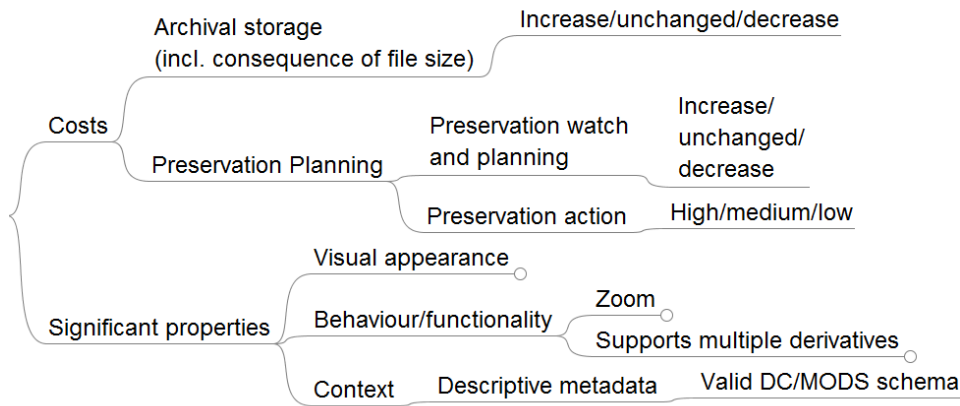 Archival storage
(incl. consequence of file size)
Increase/unchanged/decrease
Costs
Preservation Planning
Preservation watch
and planning
Increase/
unchanged/
decrease
Preservation action
High/medium/low
Significant properties
Visual appearance
Behaviour/functionality
Zoom
Supports multiple derivatives
Context
Descriptive metadata
Valid DC/MODS schema